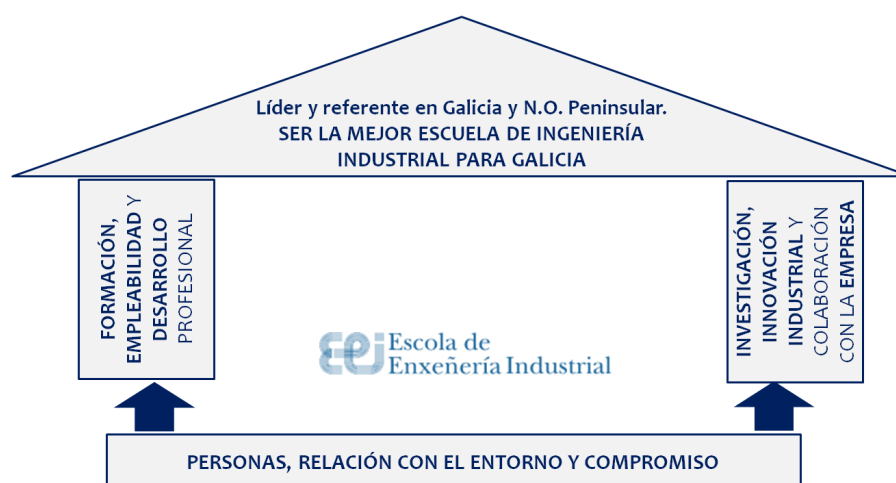 Líder y referente en Galicia y N.O. Peninsular.
SER LA MEJOR ESCUELA DE INGENIERÍA
INDUSTRIAL PARA GALICIA
FORMACIÓN,
EMPLEABILIDAD Y
DESARROLLO
PROFESIONAL
INVESTIGACIÓN,
INNOVACIÓN
INDUSTRIAL Y
COLABORACIÓN
CON LA EMPRESA
eei Escola de
Enxeñería Industrial
PERSONAS, RELACIÓN CON EL ENTORNO Y COMPROMISO